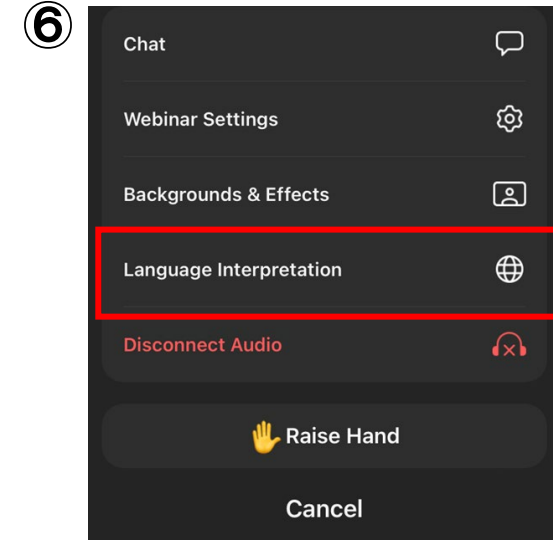 ⑥
Chat
Webinar Settings
Backgrounds & Effects
Language Interpretation
Disconnect Audio
Raise Hand
Cancel